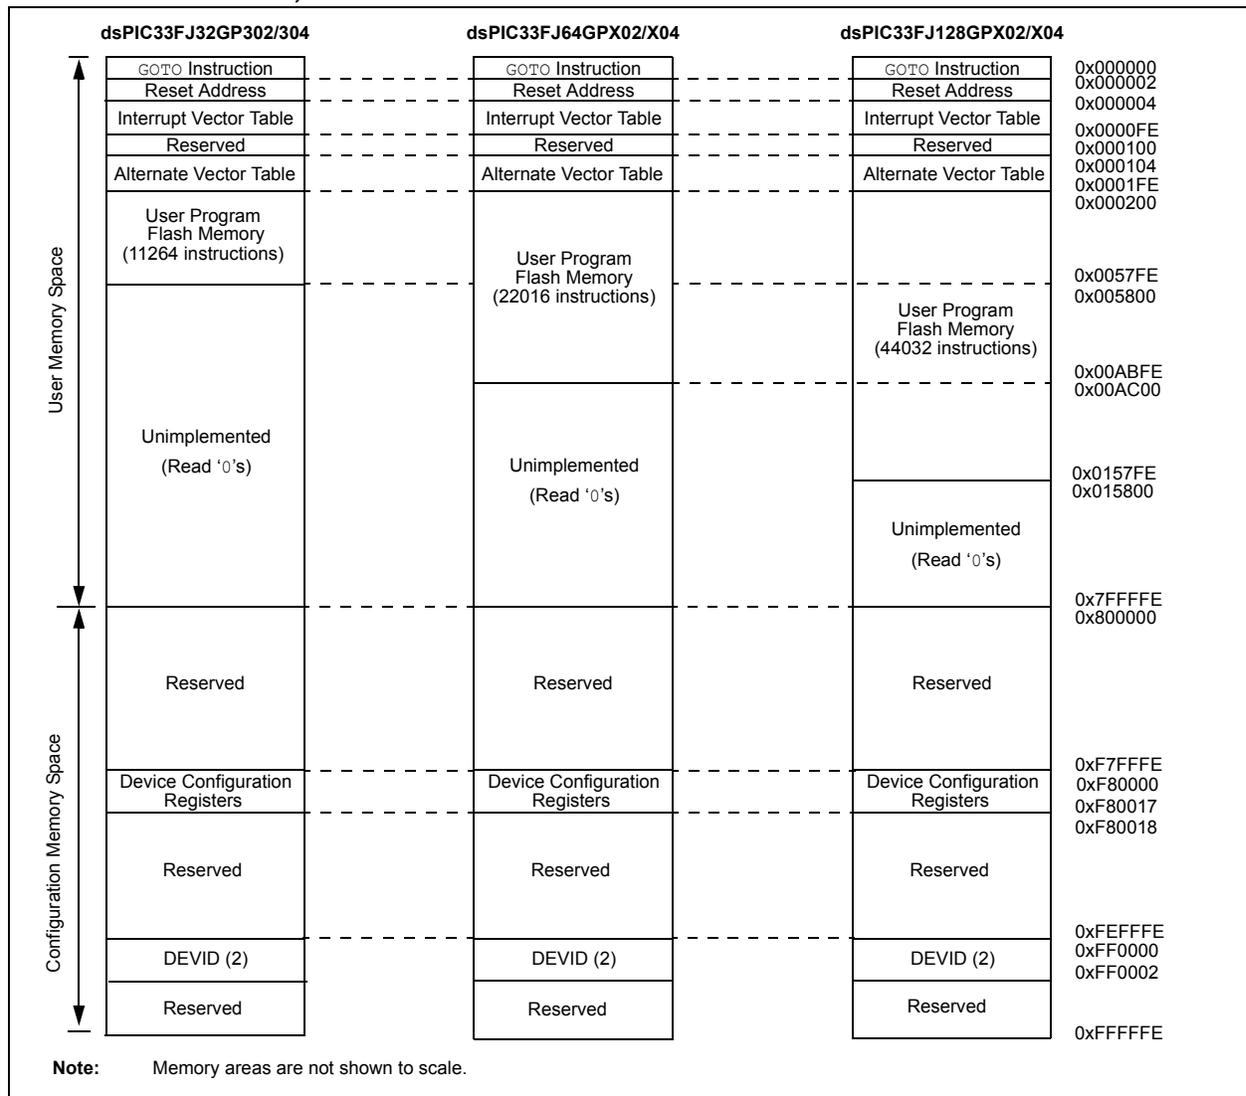 dsPIC33FJ32GP302/304
dsPIC33FJ64GPX02/X04
dsPIC33FJ128GPX02/X04
User Memory Space
Configuration Memory Space
GOTO Instruction
Reset Address
Interrupt Vector Table
Reserved
Alternate Vector Table
User Program
Flash Memory
(11264 instructions)
Unimplemented
(Read ‘0’s)
Reserved
Device Configuration
Registers
Reserved
DEVID (2)
Reserved
GOTO Instruction
Reset Address
Interrupt Vector Table
Reserved
Alternate Vector Table
User Program
Flash Memory
(22016 instructions)
Unimplemented
(Read ‘0’s)
Reserved
Device Configuration
Registers
Reserved
DEVID (2)
Reserved
GOTO Instruction
Reset Address
Interrupt Vector Table
Reserved
Alternate Vector Table
User Program
Flash Memory
(44032 instructions)
Unimplemented
(Read ‘0’s)
Reserved
Device Configuration
Registers
Reserved
DEVID (2)
Reserved
0x000000
0x000002
0x000004
0x0000FE
0x000100
0x000104
0x0001FE
0x000200
0x0057FE
0x005800
0x00ABFE
0x00AC00
0x0157FE
0x015800
0x7FFFFE
0x800000
0xF7FFFE
0xF80000
0xF80017
0xF80018
0xFEFFFE
0xFF0000
0xFF0002
0xFFFFFE
Note: Memory areas are not shown to scale.